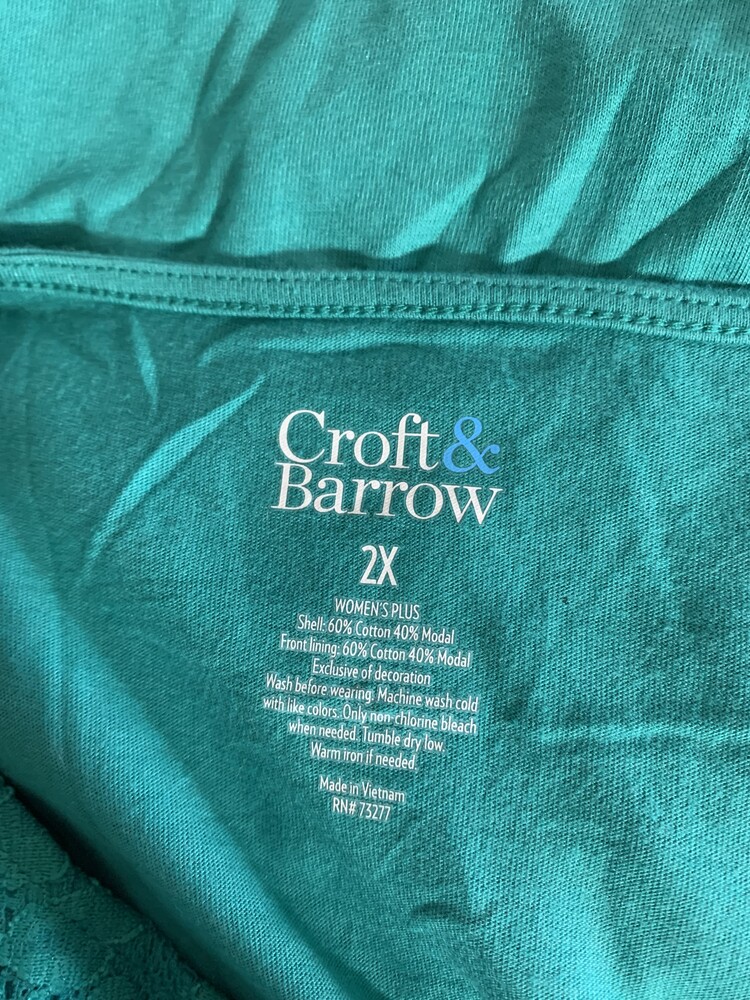 Croft&
Barrow
2X
WOMEN'S PLUS
Shell: 60% Cotton 40% Modal
Front lining: 60% Cotton 40% Modal
Exclusive of decoration
Wash before wearing. Machine wash cold
with like colors. Only non-chlorine bleach
when needed. Tumble dry low.
Warm iron if needed.
Made in Vietnam
RN# 73277